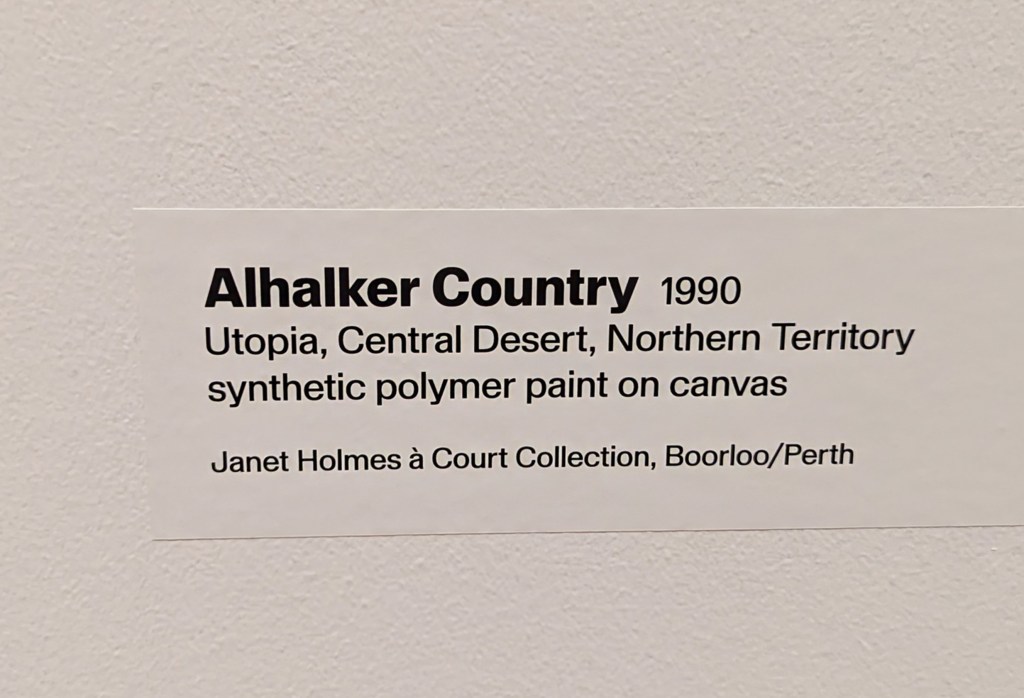 Alhalker Country 1990
Utopia, Central Desert, Northern Territory
synthetic polymer paint on canvas
Janet Holmes à Court Collection, Boorloo/Perth